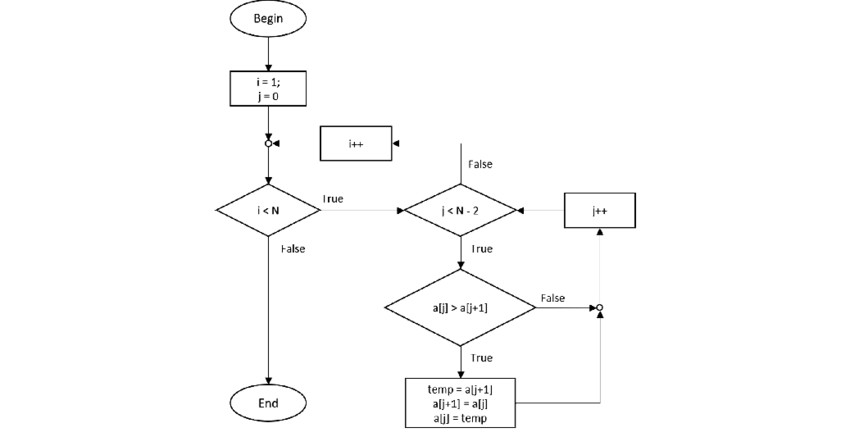 Begin
i = 1;
j = 0
i++
False
i < N
True
j < N - 2
j++
False
True
a[j] > a[j+1]
False
True
temp = a[j+1]
a[j+1] = a[j]
a[j] = temp
End